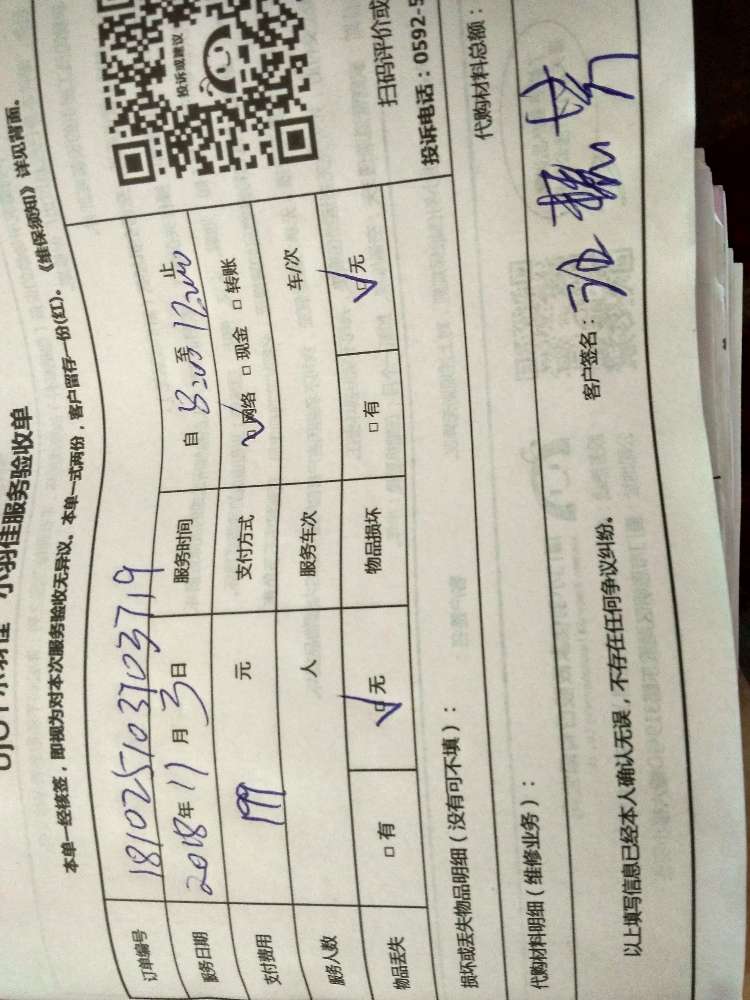 小羽佳服务验收单
本单一经核签，即视为对本次服务验收无异议。本单一式两份，客户留存一份(红)。《维保须知》详见背面。
订单编号 181025103703719
服务日期 2018年11月3日 服务时间 自 8:03 至 12:00 止
支付费用 199 元 支付方式 网络 □现金 □转账
服务人数 人 服务车次 车/次
物品丢失 □有 ✓无 物品损坏 □有 ✓无
投诉或建议
扫码评价或
投诉电话：0592-5
损坏或丢失物品明细（没有可不填）：
代购材料明细（维修业务）： 代购材料总额：
以上填写信息已经本人确认无误，不存在任何争议纠纷。 客户签名：